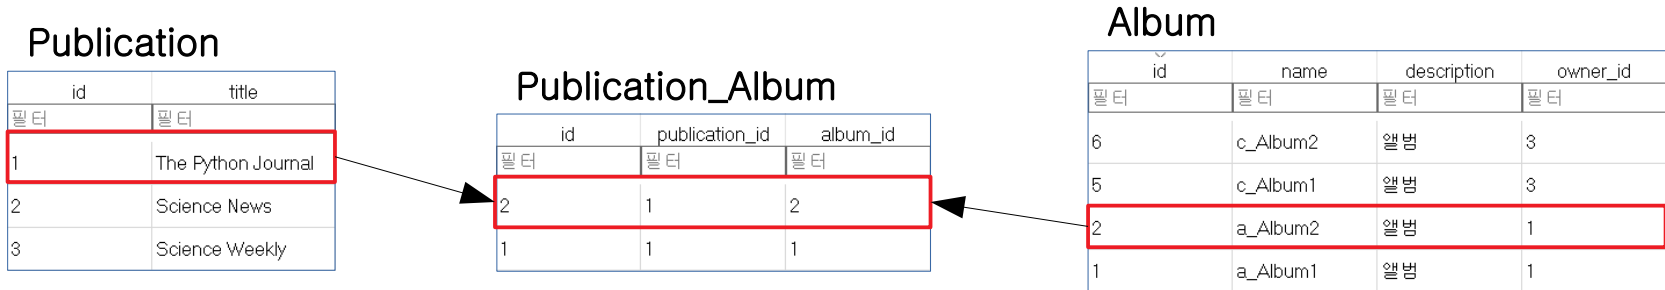 Publication
id title
필터 필터
1 The Python Journal
2 Science News
3 Science Weekly
Publication_Album
id publication_id album_id
필터 필터 필터
2 1 2
1 1 1
Album
id name description owner_id
필터 필터 필터 필터
6 c_Album2 앨범 3
5 c_Album1 앨범 3
2 a_Album2 앨범 1
1 a_Album1 앨범 1